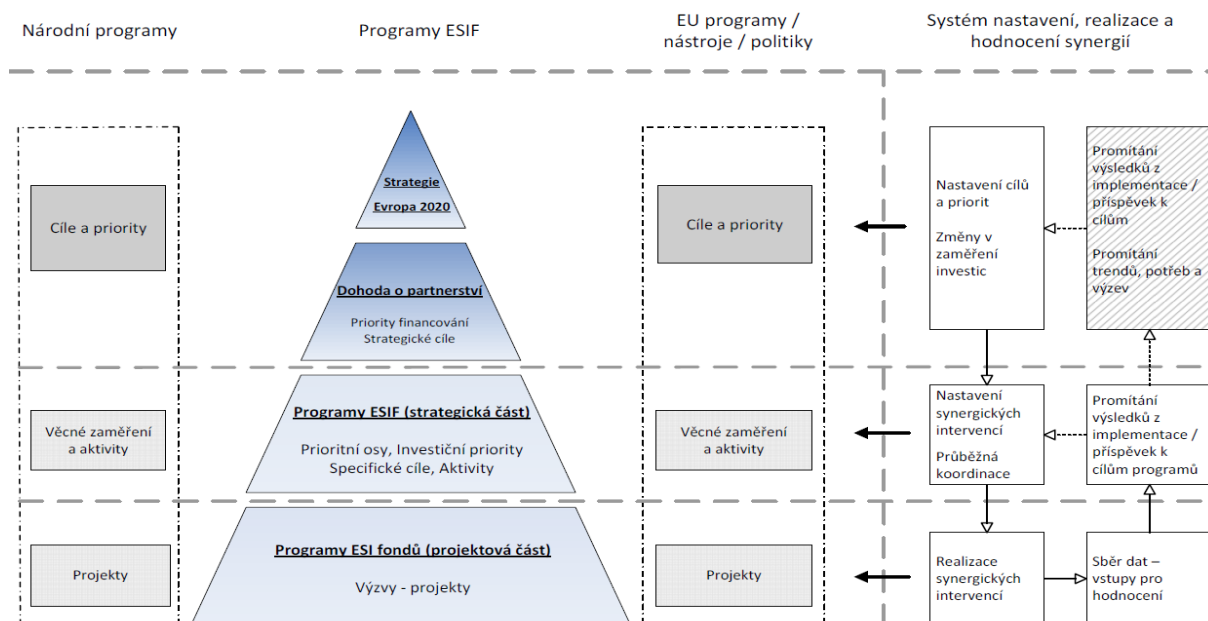 Národní programy
Programy ESIF
EU programy /
nástroje / politiky
Systém nastavení, realizace a
hodnocení synergií
Cíle a priority
Strategie
Evropa 2020
Dohoda o partnerství
Priority financování
Strategické cíle
Cíle a priority
Nastavení cílů
a priorit
Změny v
zaměření
investic
Promítání
výsledků z
implementace /
příspěvek k
cílům
Promítání
trendů, potřeb a
výzev
Věcné zaměření
a aktivity
Programy ESIF (strategická část)
Prioritní osy, Investiční priority
Specifické cíle, Aktivity
Věcné zaměření
a aktivity
Nastavení
synergických
intervencí
Průběžná
koordinace
Promítání
výsledků z
implementace /
příspěvek k
cílům programů
Projekty
Programy ESI fondů (projektová část)
Výzvy - projekty
Projekty
Realizace
synergických
intervencí
Sběr dat –
vstupy pro
hodnocení